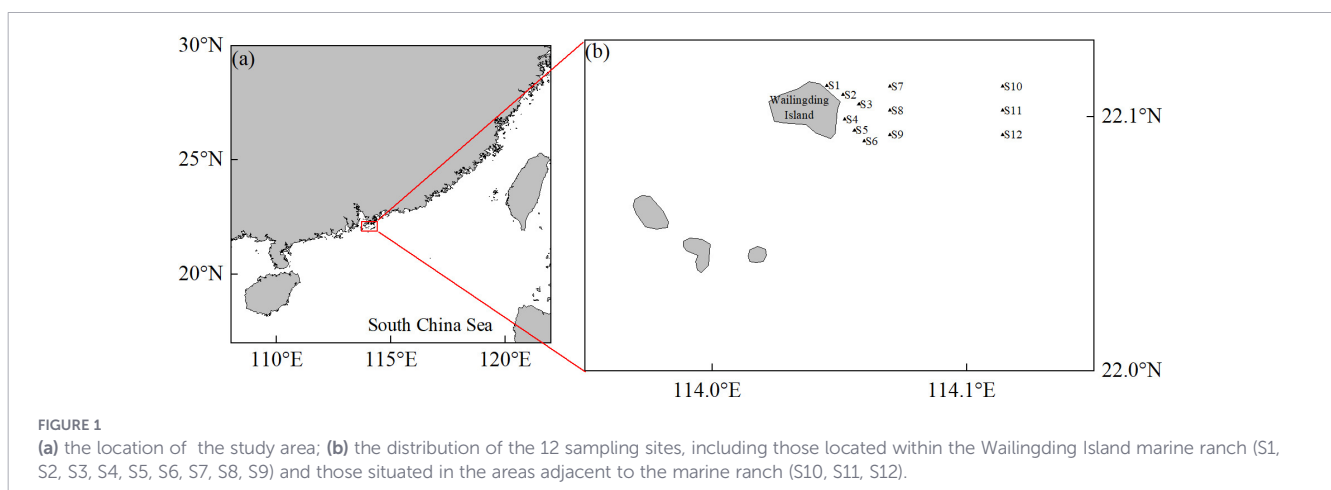 30°N
25°N
20°N
(a)
South China Sea
110°E
115°E
120°E
(b)
Wailingding
Island
S1
S2
S3
S4
S5
S6
S7
S8
S9
S10
S11
S12
22.1°N
22.0°N
114.0°E
114.1°E
FIGURE 1
(a) the location of the study area; (b) the distribution of the 12 sampling sites, including those located within the Wailingding Island marine ranch (S1,
S2, S3, S4, S5, S6, S7, S8, S9) and those situated in the areas adjacent to the marine ranch (S10, S11, S12).